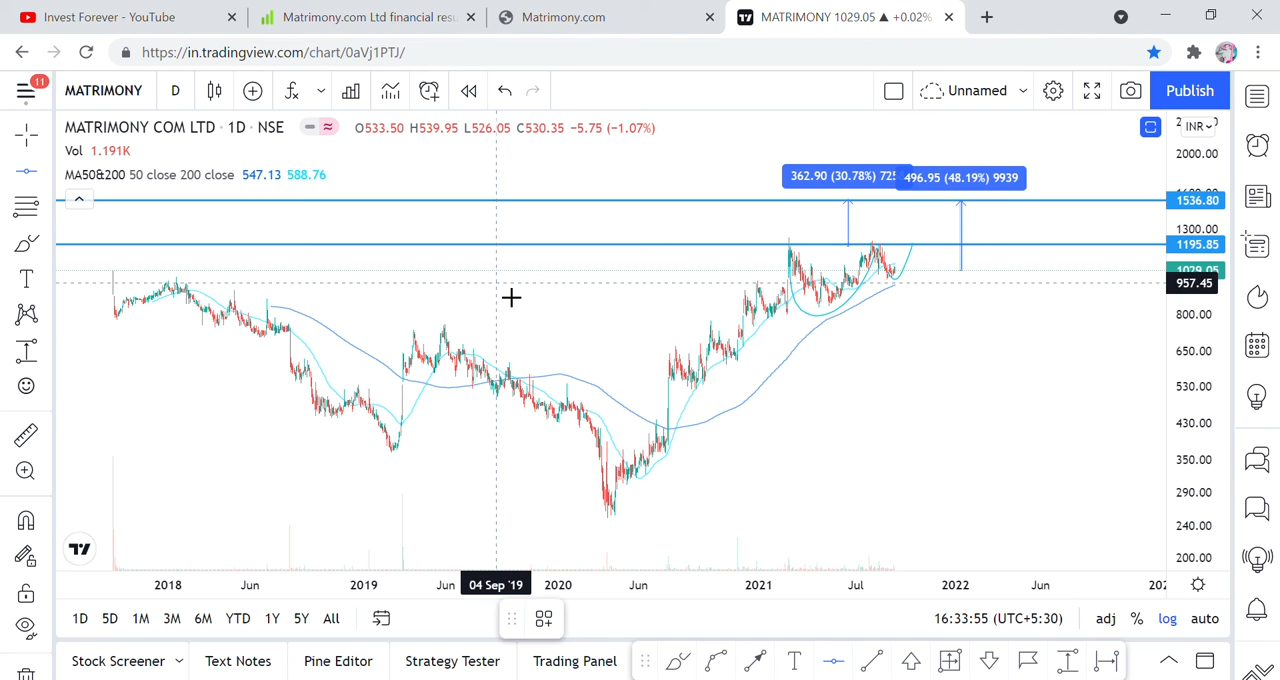 Invest Forever - YouTube
Matrimony.com Ltd financial res
Matrimony.com
MATRIMONY 1029.05 ▲ +0.02%
https://in.tradingview.com/chart/0aVj1PTJ/
11
MATRIMONY
D
Unnamed
Publish
MATRIMONY COM LTD · 1D · NSE
O533.50 H539.95 L526.05 C530.35 −5.75 (−1.07%)
INR
Vol 1.191K
2000.00
MA50&200 50 close 200 close 547.13 588.76
362.90 (30.78%)
496.95 (48.19%) 9939
1536.80
1300.00
1195.85
1029.05
957.45
800.00
650.00
530.00
430.00
350.00
290.00
240.00
200.00
2018
Jun
2019
Jun
04 Sep '19
2020
Jun
2021
Jul
2022
Jun
202
1D
5D
1M
3M
6M
YTD
1Y
5Y
All
16:33:55 (UTC+5:30)
adj
%
log
auto
Stock Screener
Text Notes
Pine Editor
Strategy Tester
Trading Panel